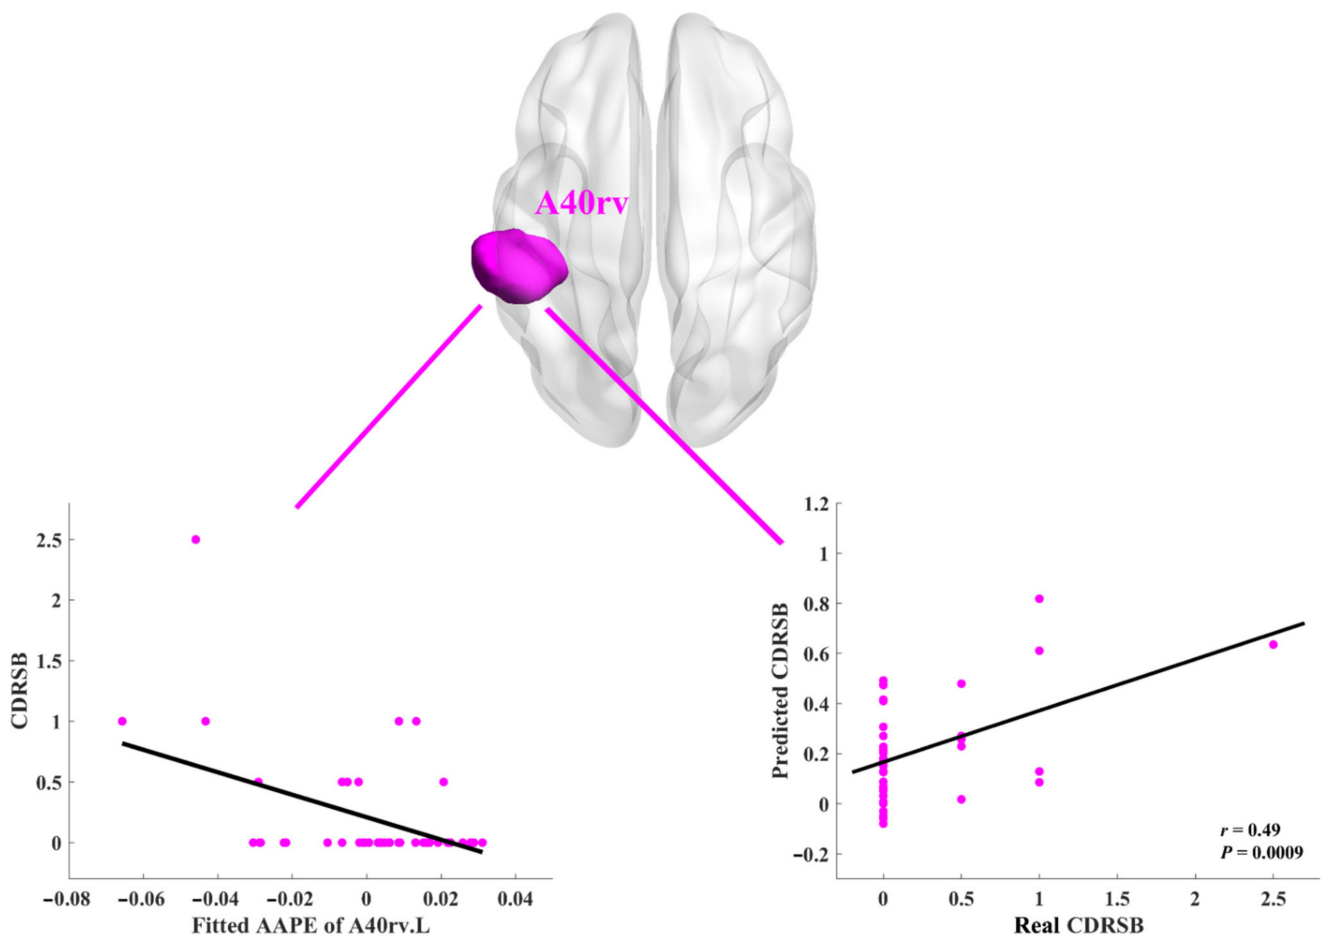 A40rv
2.5
2
1.5
1
0.5
0
CDRSB
−0.08 −0.06 −0.04 −0.02 0 0.02 0.04
Fitted AAPE of A40rv.L
1.2
1
0.8
0.6
0.4
0.2
0
−0.2
Predicted CDRSB
r = 0.49
P = 0.0009
0 0.5 1 1.5 2 2.5
Real CDRSB